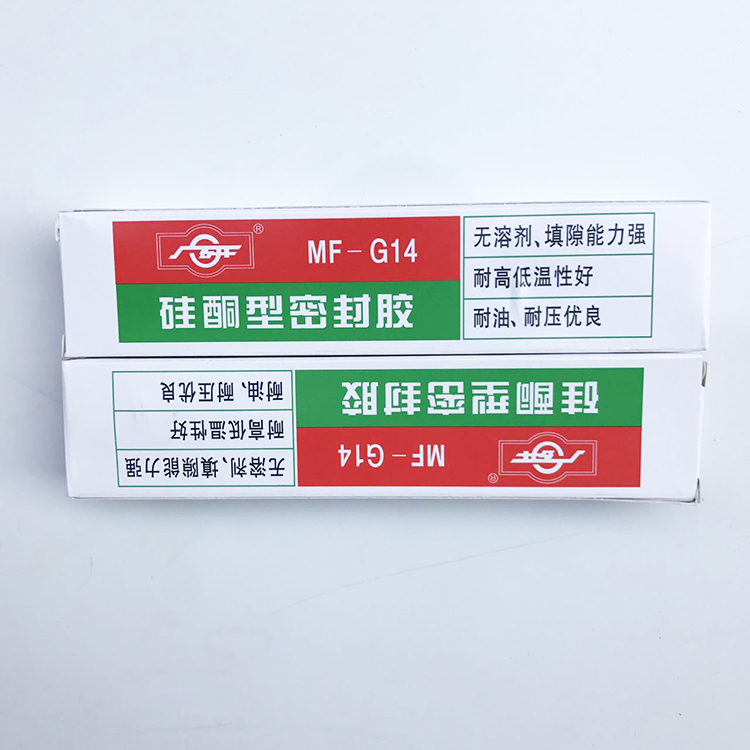 MF-G14
®
硅酮型密封胶
无溶剂、填隙能力强
耐高低温性好
耐油、耐压优良
硅酮型密封胶
MF-G14
®
耐油、耐压优良
耐高低温性好
无溶剂、填隙能力强